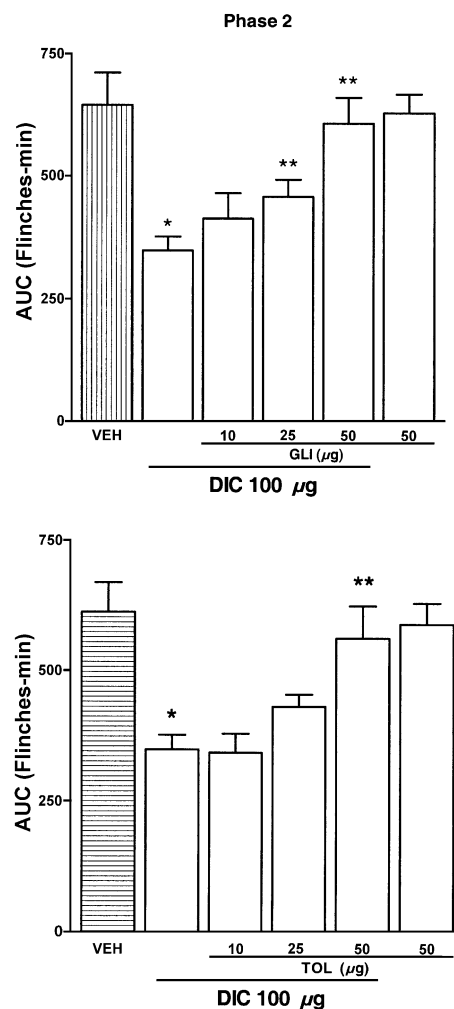 Phase 2
AUC (Flinches-min)
750
500
250
0
*
**
**
VEH
10
25
50
50
GLI (µg)
DIC 100 µg
AUC (Flinches-min)
750
500
250
0
*
**
VEH
10
25
50
50
TOL (µg)
DIC 100 µg